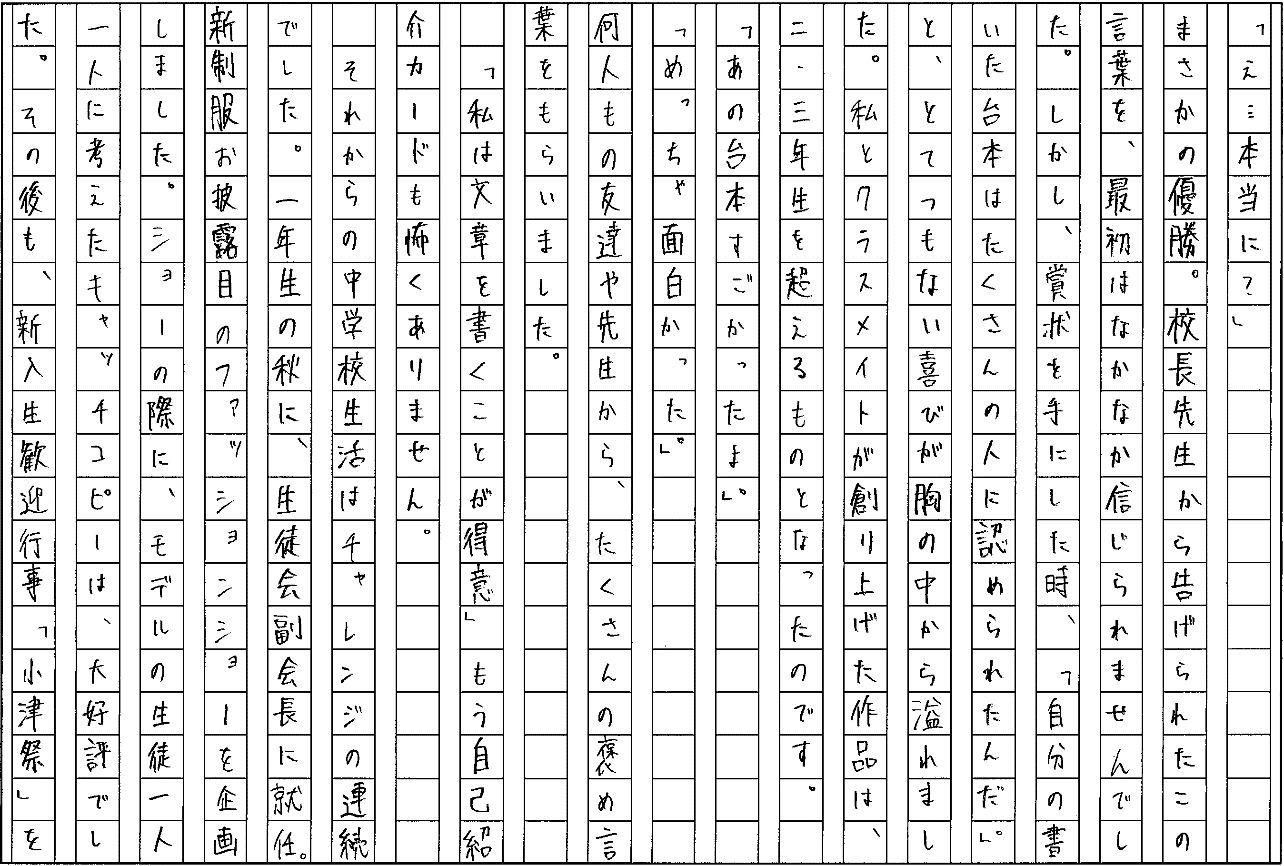 「え…本当に？」
まさかの優勝。校長先生から告げられたこの
言葉を、最初はなかなか信じられませんでし
た。しかし、賞状を手にした時、「自分の書
いた台本はたくさんの人に認められたんだ。」
と、とてつもない喜びが胸の中から溢れまし
た。私とクラスメイトが創り上げた作品は、
二・三年生を超えるものとなったのです。
「あの台本すごかったよ。」
「めっちゃ面白かった。」
何人もの友達や先生から、たくさんの褒め言
葉をもらいました。
「私は文章を書くことが得意」もう自己紹
介カードも怖くありません。
それからの中学校生活はチャレンジの連続
でした。一年生の秋に、生徒会副会長に就任。
新制服お披露目のファッションショーを企画
しました。ショーの際に、モデルの生徒一人
一人に考えたキャッチコピーは、大好評でし
た。その後も、新入生歓迎行事「小津祭」を